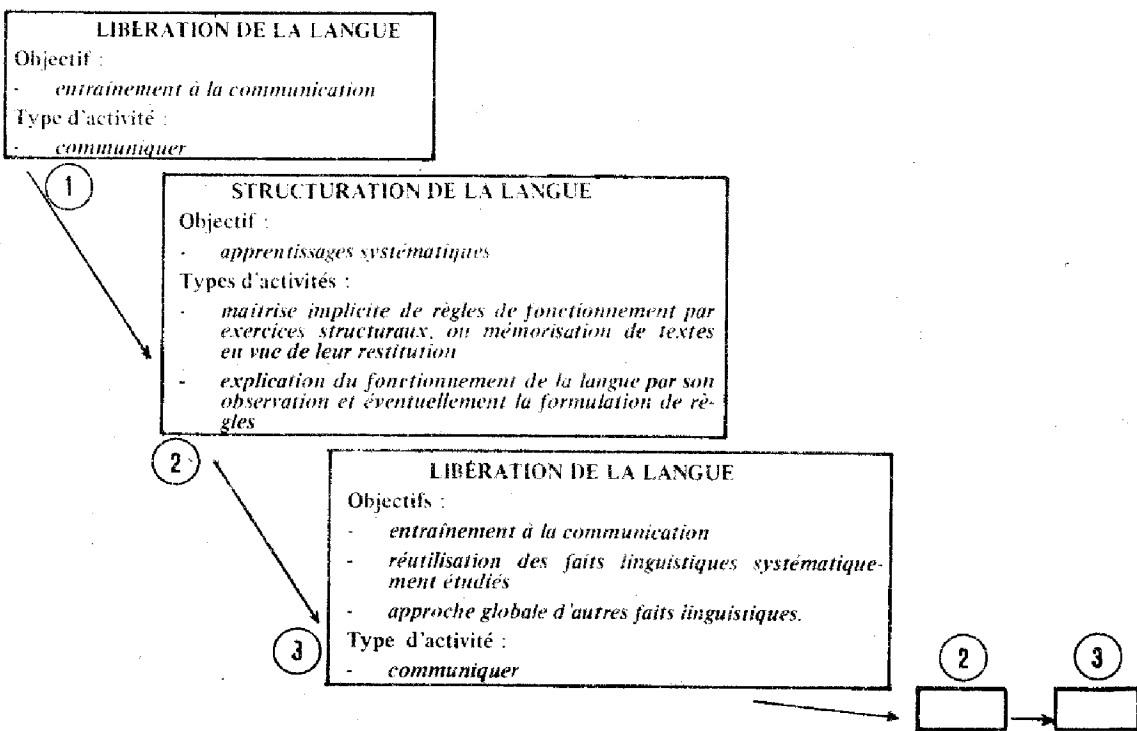 LIBÉRATION DE LA LANGUE
Objectif :
- entraînement à la communication
Type d'activité :
- communiquer
1
STRUCTURATION DE LA LANGUE
Objectif :
- apprentissages systématiques
Types d'activités :
- maîtrise implicite de règles de fonctionnement par
exercices structuraux, ou mémorisation de textes
en vue de leur restitution
- explication du fonctionnement de la langue par son
observation et éventuellement la formulation de rè-
gles
2
LIBÉRATION DE LA LANGUE
Objectifs :
- entraînement à la communication
- réutilisation des faits linguistiques systématique-
ment étudiés
- approche globale d'autres faits linguistiques.
Type d'activité :
- communiquer
3
2
3